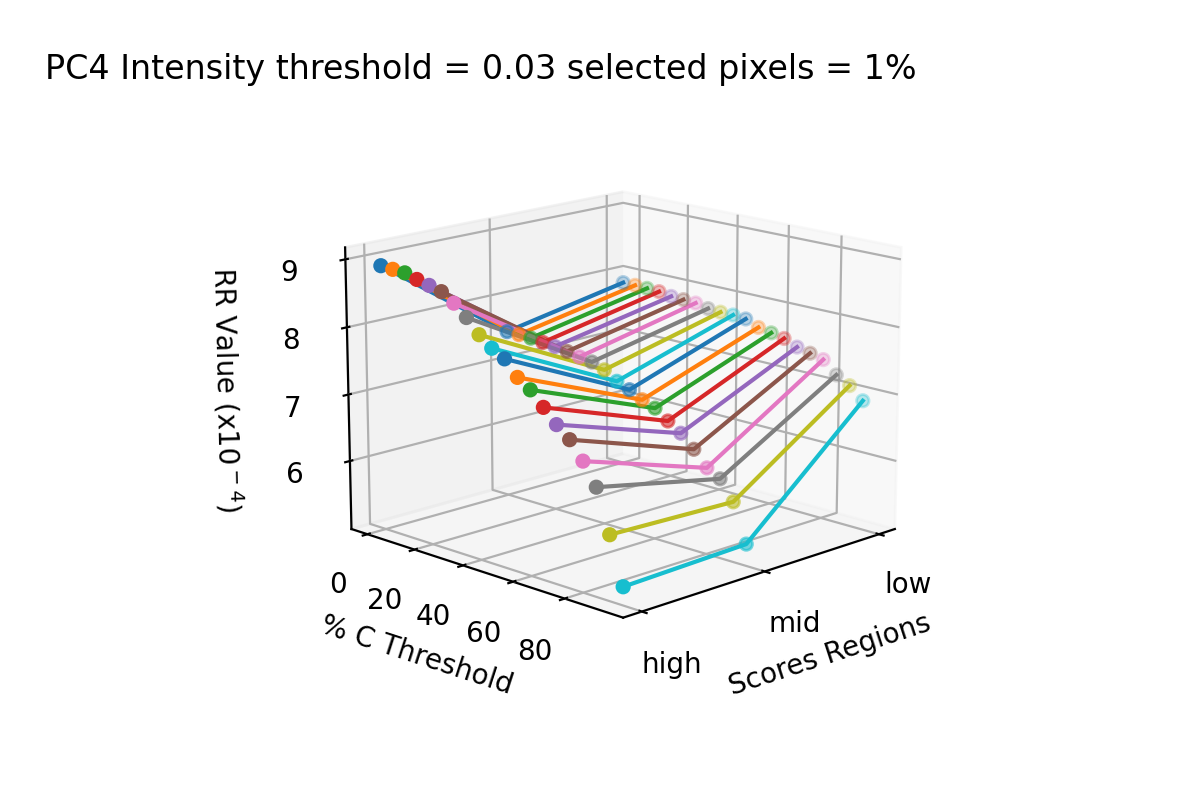 PC4 Intensity threshold = 0.03 selected pixels = 1%
RR Value (x10⁻⁴)
9
8
7
6
0
20
40
60
80
% C Threshold
low
mid
high
Scores Regions